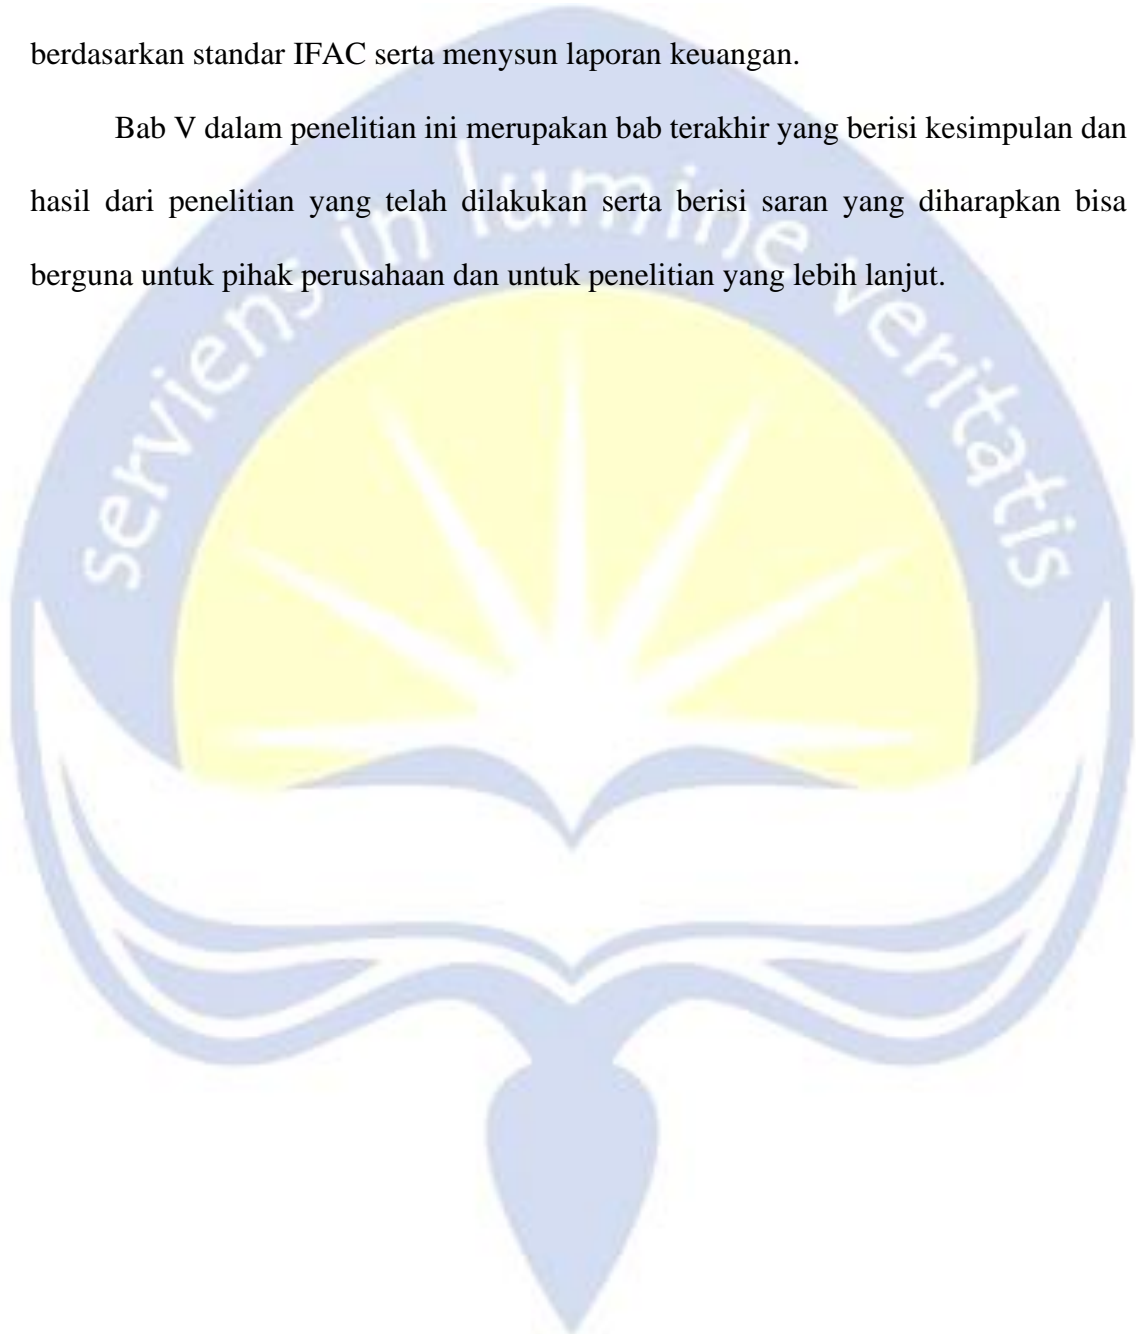 berdasarkan standar IFAC serta menysun laporan keuangan.
Bab V dalam penelitian ini merupakan bab terakhir yang berisi kesimpulan dan
hasil dari penelitian yang telah dilakukan serta berisi saran yang diharapkan bisa
berguna untuk pihak perusahaan dan untuk penelitian yang lebih lanjut.
serviens in lumine veritatis